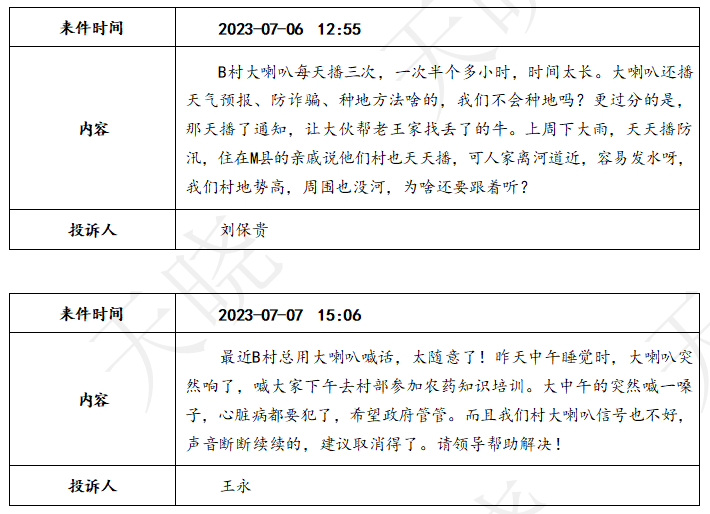 来件时间 2023-07-06 12:55
内容
B村大喇叭每天播三次，一次半个多小时，时间太长。大喇叭还播
天气预报、防诈骗、种地方法啥的，我们不会种地吗？更过分的是，
那天播了通知，让大伙帮老王家找丢了的牛。上周下大雨，天天播防
汛，住在M县的亲戚说他们村也天天播，可人家离河道近，容易发水呀，
我们村地势高，周围也没河，为啥还要跟着听？
投诉人 刘保贵
来件时间 2023-07-07 15:06
内容
最近B村总用大喇叭喊话，太随意了！昨天中午睡觉时，大喇叭突
然响了，喊大家下午去村部参加农药知识培训。大中午的突然喊一嗓
子，心脏病都要犯了，希望政府管管。而且我们村大喇叭信号也不好，
声音断断续续的，建议取消得了。请领导帮助解决！
投诉人 王永
天晓
天晓